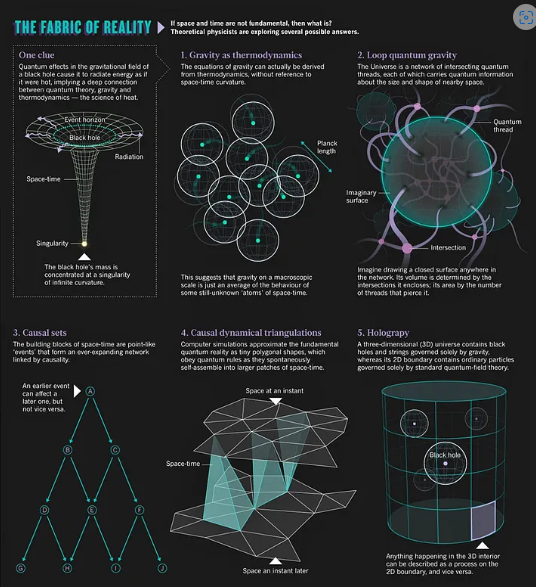 THE FABRIC OF REALITY
If space and time are not fundamental, then what is?
Theoretical physicists are exploring several possible answers.
One clue
Quantum effects in the gravitational field of
a black hole cause it to radiate energy as if
it were hot, implying a deep connection
between quantum theory, gravity and
thermodynamics — the science of heat.
Event horizon
Black hole
Radiation
Space-time
Singularity
The black hole's mass is
concentrated at a singularity
of infinite curvature.
1. Gravity as thermodynamics
The equations of gravity can actually be derived
from thermodynamics, without reference to
space-time curvature.
Planck
length
This suggests that gravity on a macroscopic
scale is just an average of the behaviour of
some still-unknown 'atoms' of space-time.
2. Loop quantum gravity
The Universe is a network of intersecting quantum
threads, each of which carries quantum information
about the size and shape of nearby space.
Quantum
thread
Imaginary
surface
Intersection
Imagine drawing a closed surface anywhere in
the network. Its volume is determined by the
intersections it encloses; its area by the number
of threads that pierce it.
3. Causal sets
The building blocks of space-time are point-like
'events' that form an ever-expanding network
linked by causality.
An earlier event
can affect a
later one, but
not vice versa.
A
B C
D E F
G H I J
4. Causal dynamical triangulations
Computer simulations approximate the fundamental
quantum reality as tiny polygonal shapes, which
obey quantum rules as they spontaneously
self-assemble into larger patches of space-time.
Space at an instant
Space-time
Space an instant later
5. Holograpy
A three-dimensional (3D) universe contains black
holes and strings governed solely by gravity,
whereas its 2D boundary contains ordinary particles
governed solely by standard quantum-field theory.
Black hole
Anything happening in the 3D interior
can be described as a process on the
2D boundary, and vice versa.